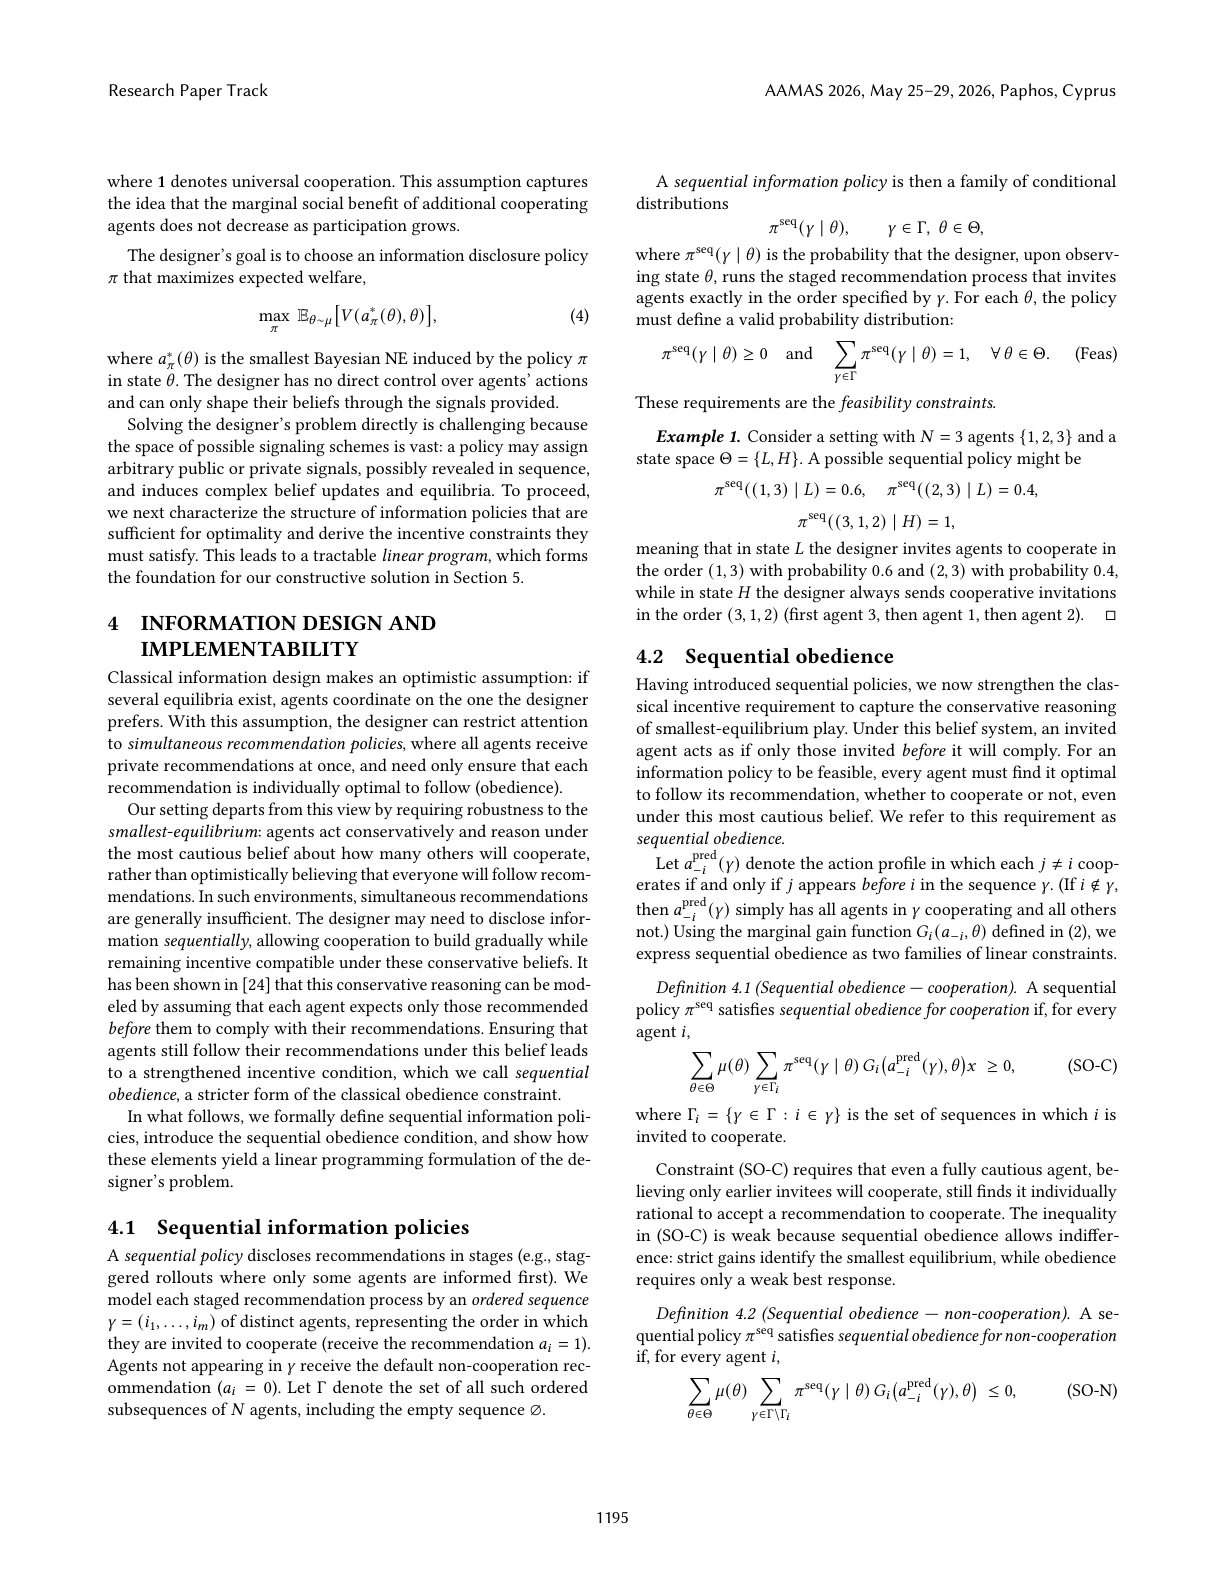 Research Paper Track
AAMAS 2026, May 25–29, 2026, Paphos, Cyprus
where 1 denotes universal cooperation. This assumption captures
the idea that the marginal social benefit of additional cooperating
agents does not decrease as participation grows.
The designer's goal is to choose an information disclosure policy
π that maximizes expected welfare,
max_π 𝔼_{θ∼μ}[V(a*_π(θ), θ)], (4)
where a*_π(θ) is the smallest Bayesian NE induced by the policy π
in state θ. The designer has no direct control over agents' actions
and can only shape their beliefs through the signals provided.
Solving the designer's problem directly is challenging because
the space of possible signaling schemes is vast: a policy may assign
arbitrary public or private signals, possibly revealed in sequence,
and induces complex belief updates and equilibria. To proceed,
we next characterize the structure of information policies that are
sufficient for optimality and derive the incentive constraints they
must satisfy. This leads to a tractable linear program, which forms
the foundation for our constructive solution in Section 5.
4 INFORMATION DESIGN AND
IMPLEMENTABILITY
Classical information design makes an optimistic assumption: if
several equilibria exist, agents coordinate on the one the designer
prefers. With this assumption, the designer can restrict attention
to simultaneous recommendation policies, where all agents receive
private recommendations at once, and need only ensure that each
recommendation is individually optimal to follow (obedience).
Our setting departs from this view by requiring robustness to the
smallest-equilibrium: agents act conservatively and reason under
the most cautious belief about how many others will cooperate,
rather than optimistically believing that everyone will follow recom-
mendations. In such environments, simultaneous recommendations
are generally insufficient. The designer may need to disclose infor-
mation sequentially, allowing cooperation to build gradually while
remaining incentive compatible under these conservative beliefs. It
has been shown in [24] that this conservative reasoning can be mod-
eled by assuming that each agent expects only those recommended
before them to comply with their recommendations. Ensuring that
agents still follow their recommendations under this belief leads
to a strengthened incentive condition, which we call sequential
obedience, a stricter form of the classical obedience constraint.
In what follows, we formally define sequential information poli-
cies, introduce the sequential obedience condition, and show how
these elements yield a linear programming formulation of the de-
signer's problem.
4.1 Sequential information policies
A sequential policy discloses recommendations in stages (e.g., stag-
gered rollouts where only some agents are informed first). We
model each staged recommendation process by an ordered sequence
γ = (i₁, . . . , iₘ) of distinct agents, representing the order in which
they are invited to cooperate (receive the recommendation aᵢ = 1).
Agents not appearing in γ receive the default non-cooperation rec-
ommendation (aᵢ = 0). Let Γ denote the set of all such ordered
subsequences of N agents, including the empty sequence ∅.
A sequential information policy is then a family of conditional
distributions
π^seq(γ | θ), γ ∈ Γ, θ ∈ Θ,
where π^seq(γ | θ) is the probability that the designer, upon observ-
ing state θ, runs the staged recommendation process that invites
agents exactly in the order specified by γ. For each θ, the policy
must define a valid probability distribution:
π^seq(γ | θ) ≥ 0 and ∑_{γ∈Γ} π^seq(γ | θ) = 1, ∀ θ ∈ Θ. (Feas)
These requirements are the feasibility constraints.
Example 1. Consider a setting with N = 3 agents {1, 2, 3} and a
state space Θ = {L, H}. A possible sequential policy might be
π^seq((1, 3) | L) = 0.6, π^seq((2, 3) | L) = 0.4,
π^seq((3, 1, 2) | H) = 1,
meaning that in state L the designer invites agents to cooperate in
the order (1, 3) with probability 0.6 and (2, 3) with probability 0.4,
while in state H the designer always sends cooperative invitations
in the order (3, 1, 2) (first agent 3, then agent 1, then agent 2). □
4.2 Sequential obedience
Having introduced sequential policies, we now strengthen the clas-
sical incentive requirement to capture the conservative reasoning
of smallest-equilibrium play. Under this belief system, an invited
agent acts as if only those invited before it will comply. For an
information policy to be feasible, every agent must find it optimal
to follow its recommendation, whether to cooperate or not, even
under this most cautious belief. We refer to this requirement as
sequential obedience.
Let a_{−i}^pred(γ) denote the action profile in which each j ≠ i coop-
erates if and only if j appears before i in the sequence γ. (If i ∉ γ,
then a_{−i}^pred(γ) simply has all agents in γ cooperating and all others
not.) Using the marginal gain function Gᵢ(a₋ᵢ, θ) defined in (2), we
express sequential obedience as two families of linear constraints.
Definition 4.1 (Sequential obedience — cooperation). A sequential
policy π^seq satisfies sequential obedience for cooperation if, for every
agent i,
∑_{θ∈Θ} μ(θ) ∑_{γ∈Γᵢ} π^seq(γ | θ) Gᵢ(a_{−i}^pred(γ), θ)x ≥ 0, (SO-C)
where Γᵢ = {γ ∈ Γ : i ∈ γ} is the set of sequences in which i is
invited to cooperate.
Constraint (SO-C) requires that even a fully cautious agent, be-
lieving only earlier invitees will cooperate, still finds it individually
rational to accept a recommendation to cooperate. The inequality
in (SO-C) is weak because sequential obedience allows indiffer-
ence: strict gains identify the smallest equilibrium, while obedience
requires only a weak best response.
Definition 4.2 (Sequential obedience — non-cooperation). A se-
quential policy π^seq satisfies sequential obedience for non-cooperation
if, for every agent i,
∑_{θ∈Θ} μ(θ) ∑_{γ∈Γ\Γᵢ} π^seq(γ | θ) Gᵢ(a_{−i}^pred(γ), θ) ≤ 0, (SO-N)
1195